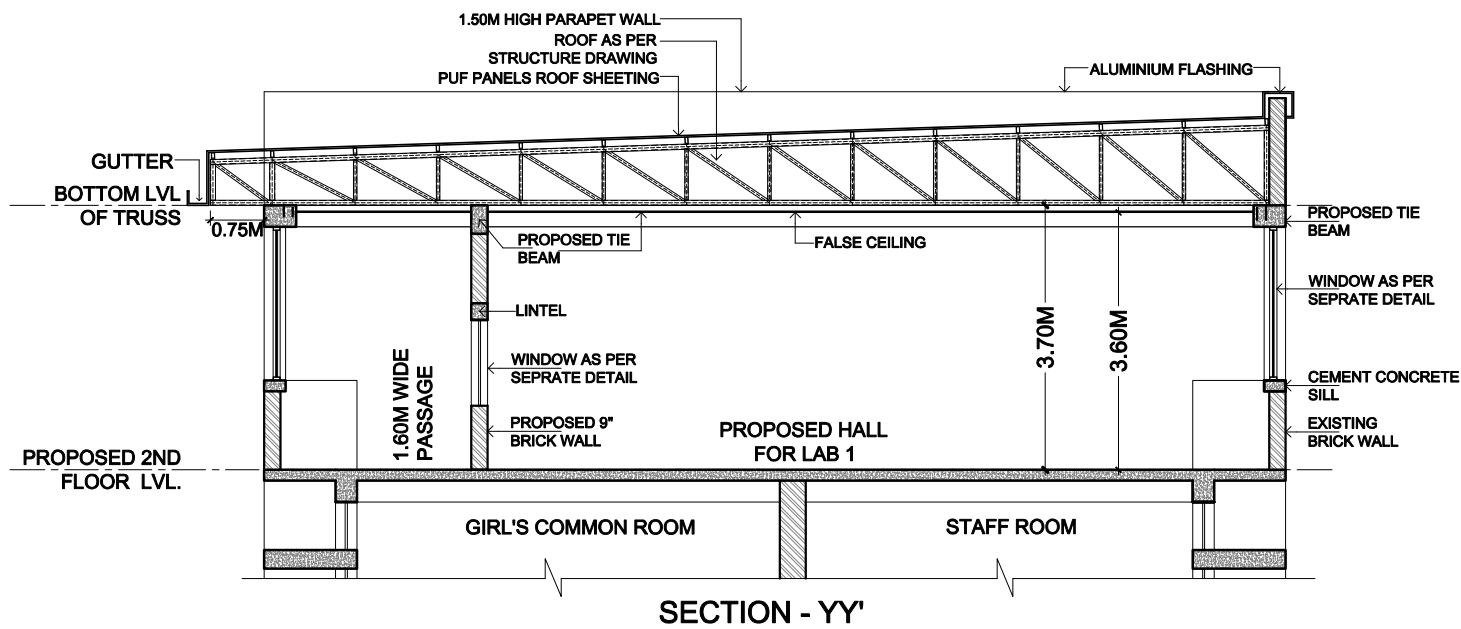 1.50M HIGH PARAPET WALL
ROOF AS PER
STRUCTURE DRAWING
PUF PANELS ROOF SHEETING
ALUMINIUM FLASHING
GUTTER
BOTTOM LVL
OF TRUSS
0.75M
PROPOSED TIE
BEAM
FALSE CEILING
PROPOSED TIE
BEAM
LINTEL
WINDOW AS PER
SEPRATE DETAIL
3.70M
3.60M
WINDOW AS PER
SEPRATE DETAIL
1.60M WIDE
PASSAGE
CEMENT CONCRETE
SILL
PROPOSED 9"
BRICK WALL
PROPOSED HALL
FOR LAB 1
EXISTING
BRICK WALL
PROPOSED 2ND
FLOOR LVL.
GIRL'S COMMON ROOM
STAFF ROOM
SECTION - YY'